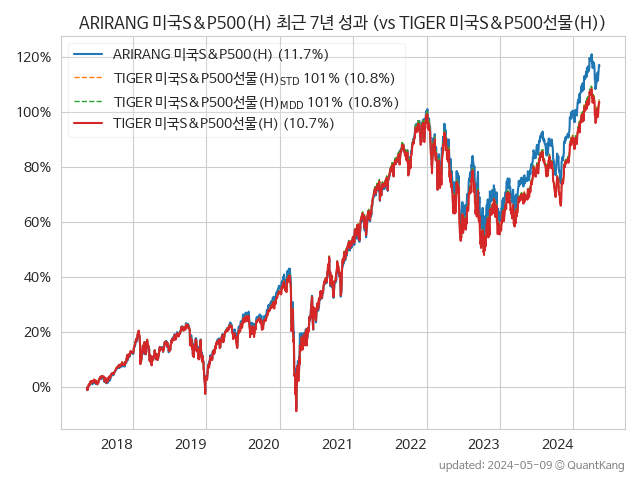 ARIRANG 미국S&P500(H) 최근 7년 성과 (vs TIGER 미국S&P500선물(H))
ARIRANG 미국S&P500(H) (11.7%)
TIGER 미국S&P500선물(H)STD 101% (10.8%)
TIGER 미국S&P500선물(H)MDD 101% (10.8%)
TIGER 미국S&P500선물(H) (10.7%)
120%
100%
80%
60%
40%
20%
0%
2018 2019 2020 2021 2022 2023 2024
updated: 2024-05-09 © QuantKang